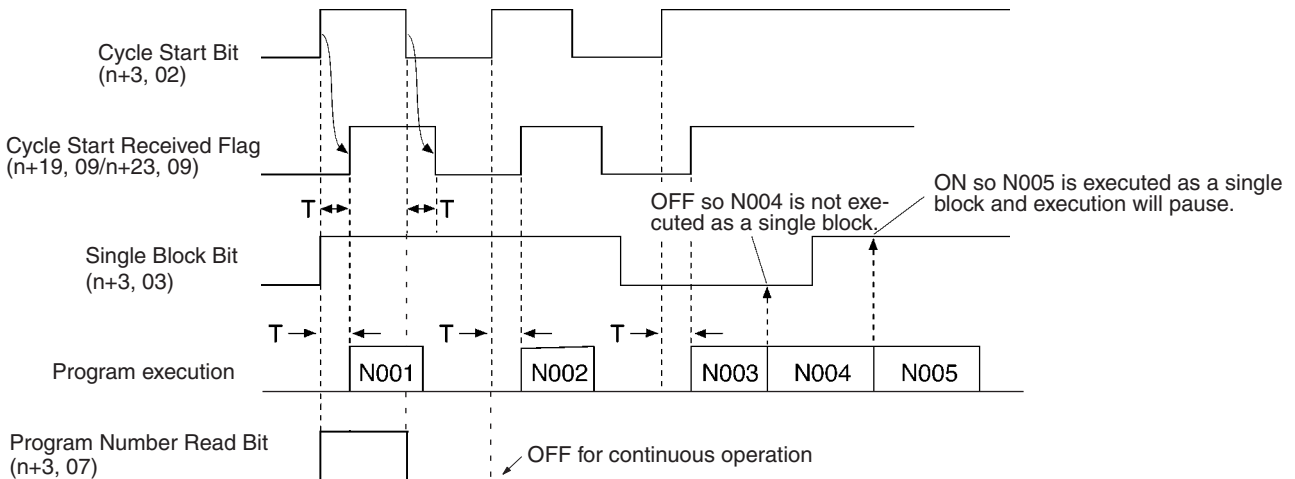 Cycle Start Bit
(n+3, 02)
Cycle Start Received Flag
(n+19, 09/n+23, 09)
ON so N005 is executed as a single
block and execution will pause.
OFF so N004 is not exe-
cuted as a single block.
T
T
Single Block Bit
(n+3, 03)
T
T
T
Program execution
N001
N002
N003
N004
N005
Program Number Read Bit
(n+3, 07)
OFF for continuous operation